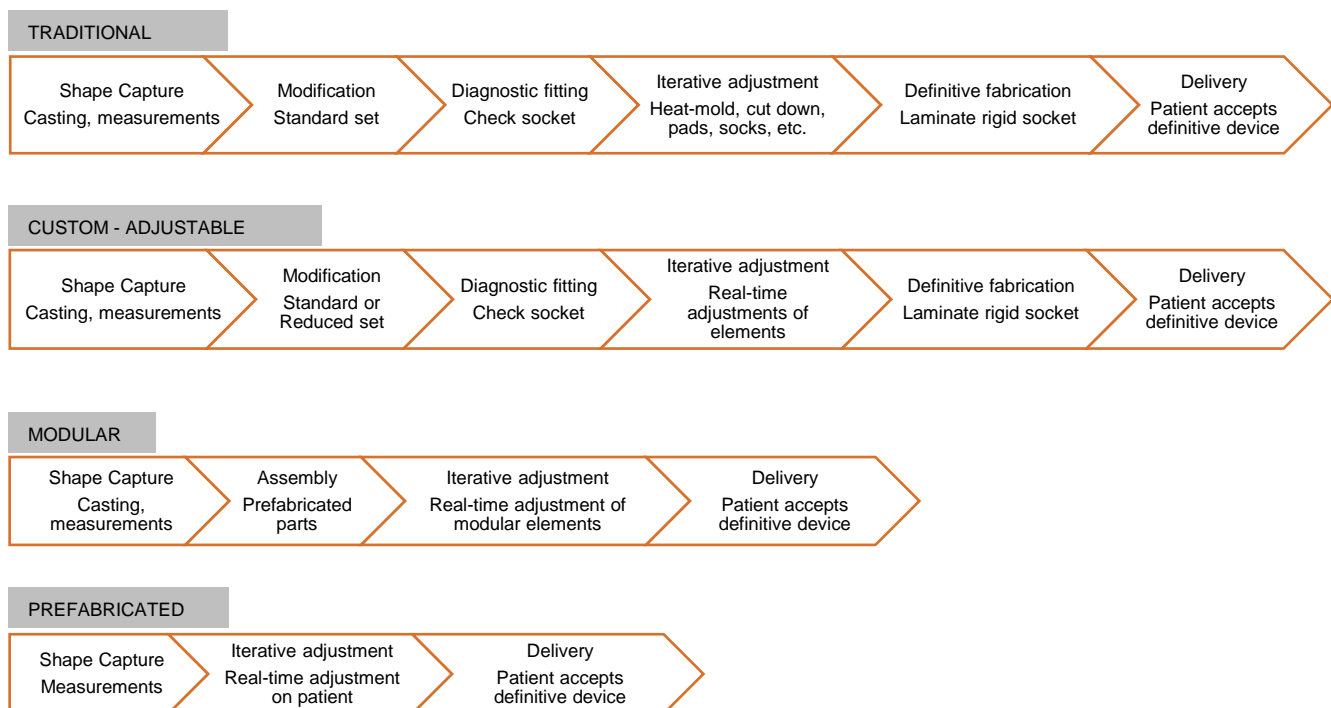 TRADITIONAL
Shape Capture
Casting, measurements
Modification
Standard set
Diagnostic fitting
Check socket
Iterative adjustment
Heat-mold, cut down,
pads, socks, etc.
Definitive fabrication
Laminate rigid socket
Delivery
Patient accepts
definitive device
CUSTOM - ADJUSTABLE
Shape Capture
Casting, measurements
Modification
Standard or
Reduced set
Diagnostic fitting
Check socket
Iterative adjustment
Real-time
adjustments of
elements
Definitive fabrication
Laminate rigid socket
Delivery
Patient accepts
definitive device
MODULAR
Shape Capture
Casting,
measurements
Assembly
Prefabricated
parts
Iterative adjustment
Real-time adjustment of
modular elements
Delivery
Patient accepts
definitive device
PREFABRICATED
Shape Capture
Measurements
Iterative adjustment
Real-time adjustment
on patient
Delivery
Patient accepts
definitive device